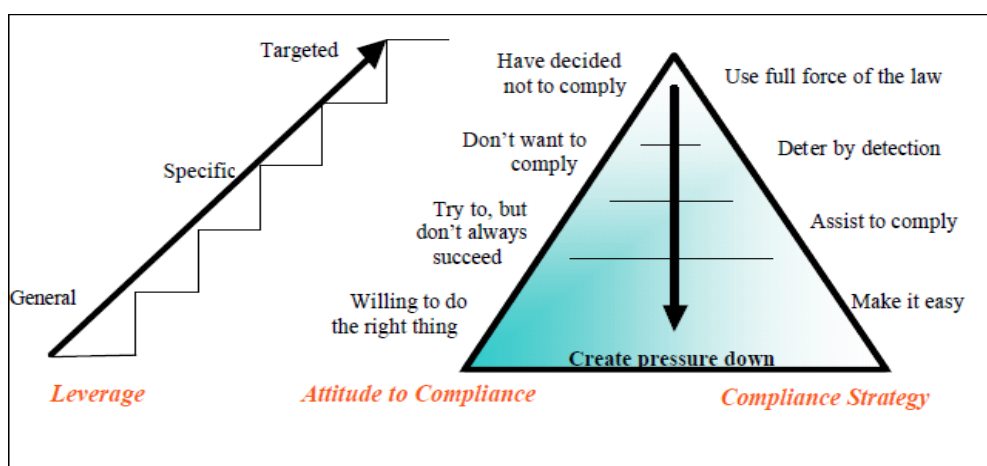 Targeted
Specific
General
Leverage
Have decided
not to comply
Don't want to
comply
Try to, but
don't always
succeed
Willing to do
the right thing
Attitude to Compliance
Create pressure down
Use full force of the law
Deter by detection
Assist to comply
Make it easy
Compliance Strategy